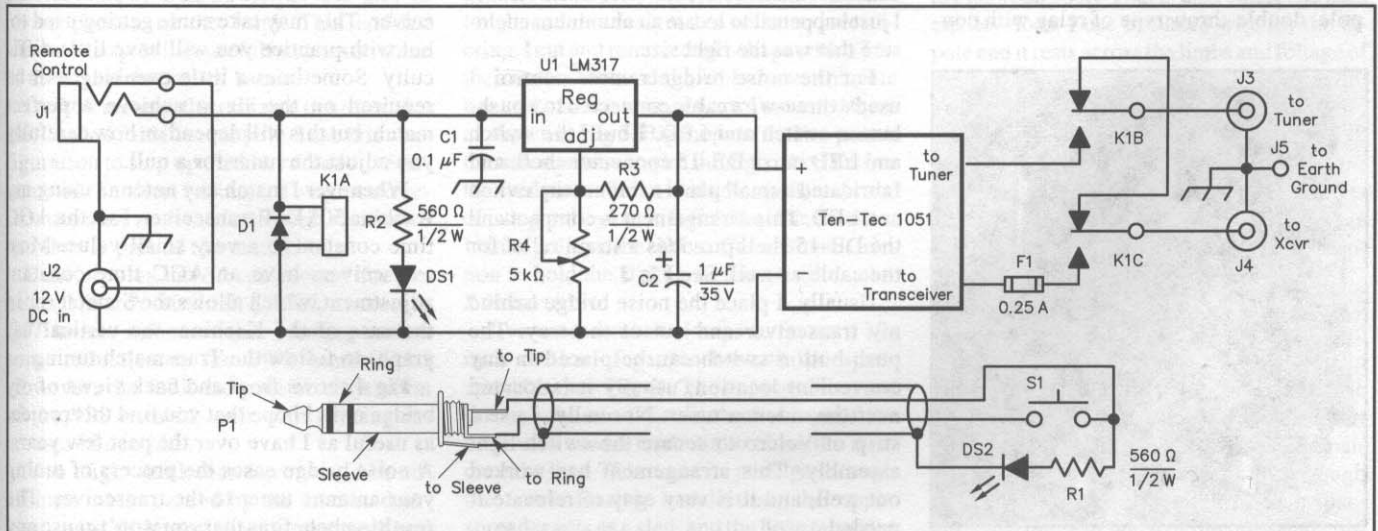 Remote
Control
J1
J2
12 V
DC in
D1
K1A
R2
560 Ω
1/2 W
DS1
C1
0.1 µF
U1 LM317
Reg
in
out
adj
R3
270 Ω
1/2 W
R4
5 kΩ
C2
+
1 µF
35 V
+
to
Tuner
Ten-Tec 1051
–
to
Transceiver
F1
0.25 A
K1B
K1C
J3
to
Tuner
J5
to
Earth
Ground
to
Xcvr
J4
Tip
P1
Ring
Sleeve
to Tip
to Sleeve
to Ring
S1
DS2
R1
560 Ω
1/2 W